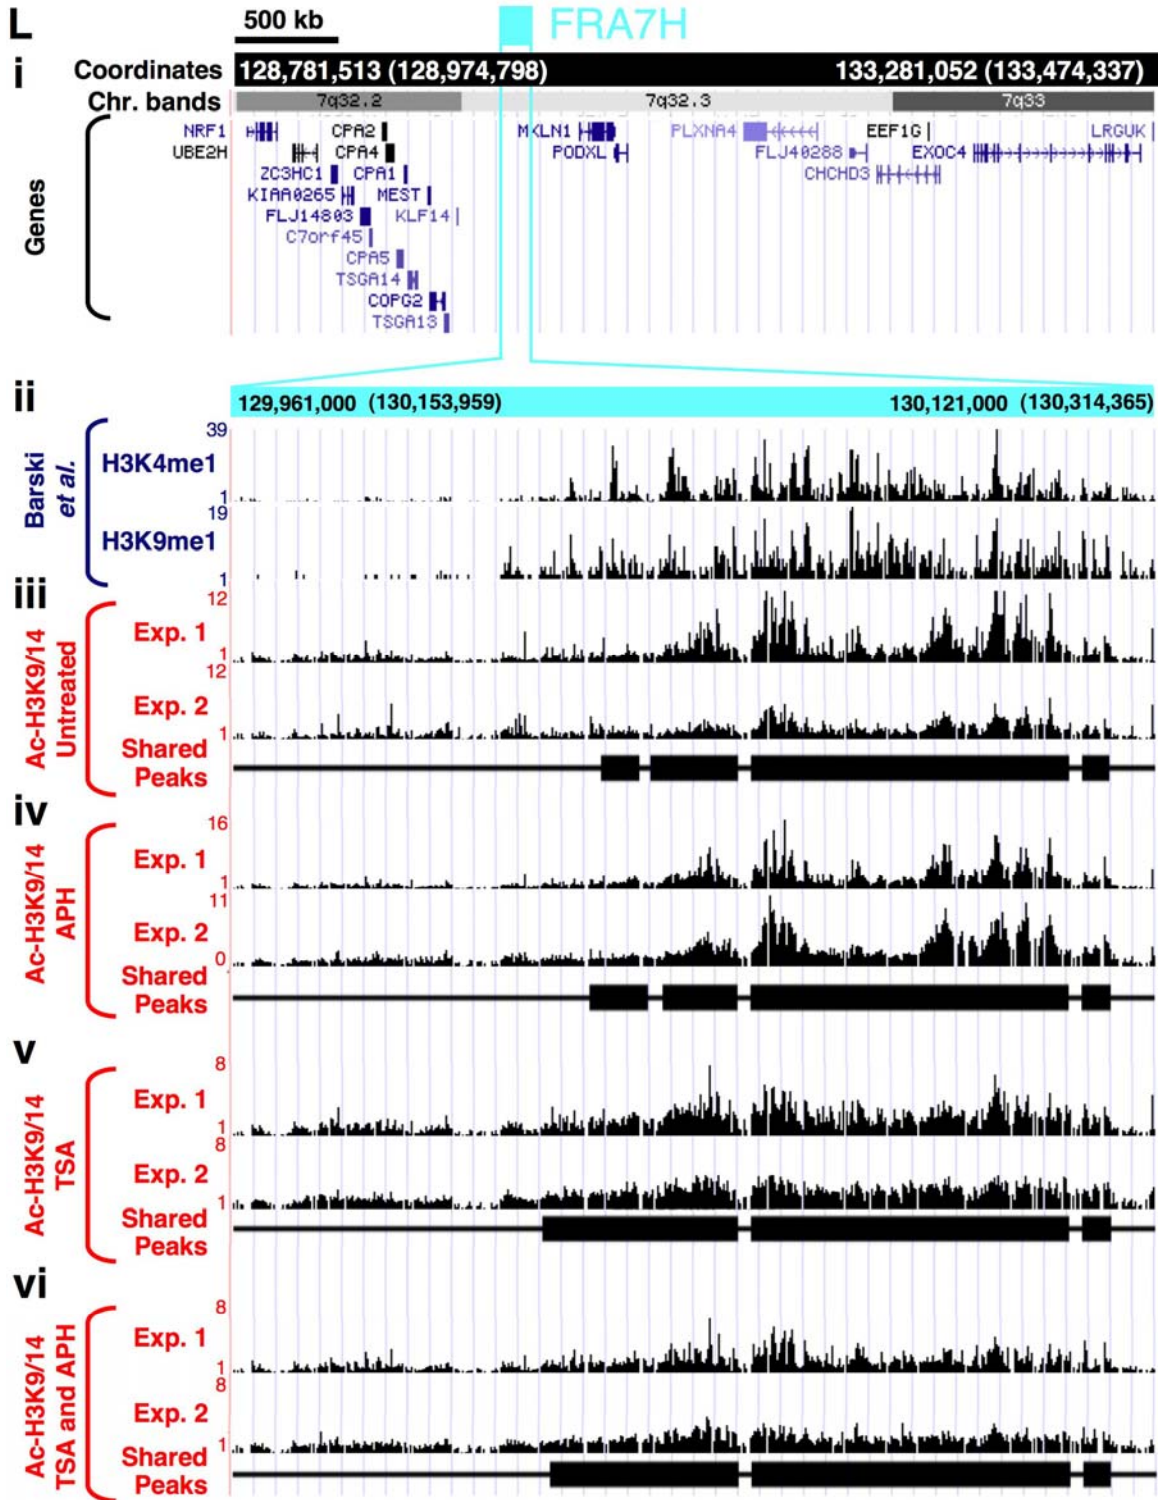 L
500 kb
FRA7H
i
Coordinates 128,781,513 (128,974,798) 133,281,052 (133,474,337)
Chr. bands 7q32.2 7q32.3 7q33
Genes
NRF1 CPA2 MKLN1 PLXNA4 EEF1G LRGUK
UBE2H CPA4 PODXL FLJ40288 EXOC4
ZC3HC1 CPA1 CHCHD3
KIAA0265 MEST
FLJ14803 KLF14
C7orf45
CPA5
TSGA14
COPG2
TSGA13
ii
129,961,000 (130,153,959) 130,121,000 (130,314,365)
Barski
et al.
39
H3K4me1
1
19
H3K9me1
1
iii
Ac-H3K9/14
Untreated
12
Exp. 1
1
12
Exp. 2
1
Shared
Peaks
iv
Ac-H3K9/14
APH
16
Exp. 1
1
11
Exp. 2
0
Shared
Peaks
v
Ac-H3K9/14
TSA
8
Exp. 1
1
8
Exp. 2
1
Shared
Peaks
vi
Ac-H3K9/14
TSA and APH
8
Exp. 1
1
8
Exp. 2
1
Shared
Peaks